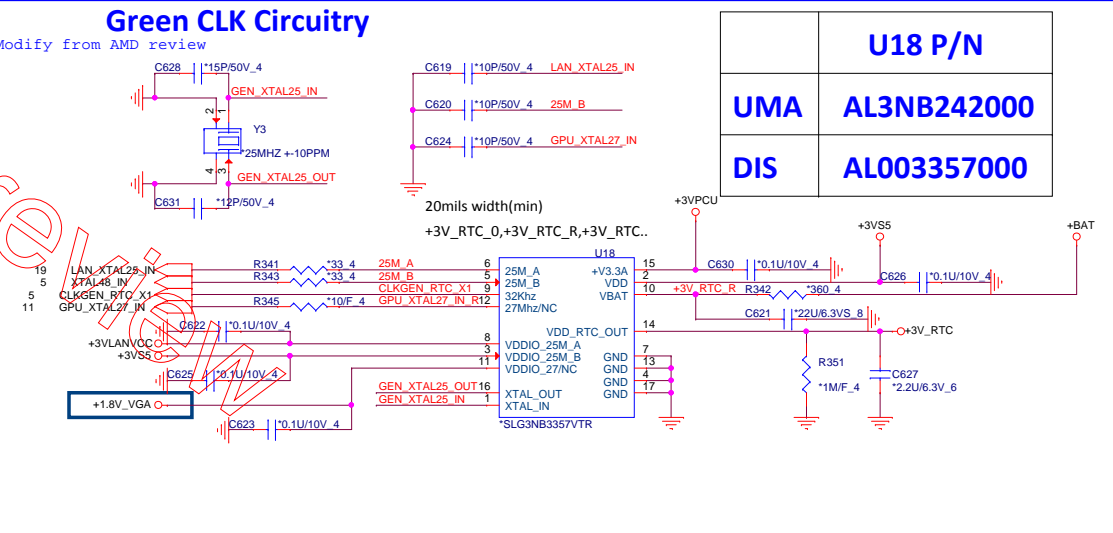 Green CLK Circuitry
Modify from AMD review
U18 P/N
UMA AL3NB242000
DIS AL003357000
C628 *15P/50V_4
GEN_XTAL25_IN
2 1
Y3
*25MHZ +-10PPM
4 3
GEN_XTAL25_OUT
C631 *12P/50V_4
C619 *10P/50V_4 LAN_XTAL25_IN
C620 *10P/50V_4 25M_B
C624 *10P/50V_4 GPU_XTAL27_IN
20mils width(min)
+3V_RTC_0,+3V_RTC_R,+3V_RTC..
+3VPCU
+3VS5
+BAT
19 LAN_XTAL25_IN R341 *33_4 25M_A 6 25M_A
5 XTAL48_IN R343 *33_4 25M_B 5 25M_B
5 CLKGEN_RTC_X1 CLKGEN_RTC_X1 9 32Khz
11 GPU_XTAL27_IN R345 *10/F_4 GPU_XTAL27_IN_R 12 27Mhz/NC
U18
+V3.3A 15 C630 *0.1U/10V_4
VDD 2 C626 *0.1U/10V_4
VBAT 10 +3V_RTC_R R342 *360_4
C621 *22U/6.3VS_8
VDD_RTC_OUT 14 +3V_RTC
C622 *0.1U/10V_4
+3VLANVCC 8 VDDIO_25M_A
+3VS5 3 VDDIO_25M_B
11 VDDIO_27/NC
C625 *0.1U/10V_4
GND 7
GND 13
GND 4
GND 17
R351
*1M/F_4
C627
*2.2U/6.3V_6
GEN_XTAL25_OUT 16 XTAL_OUT
GEN_XTAL25_IN 1 XTAL_IN
+1.8V_VGA
C623 *0.1U/10V_4
*SLG3NB3357VTR